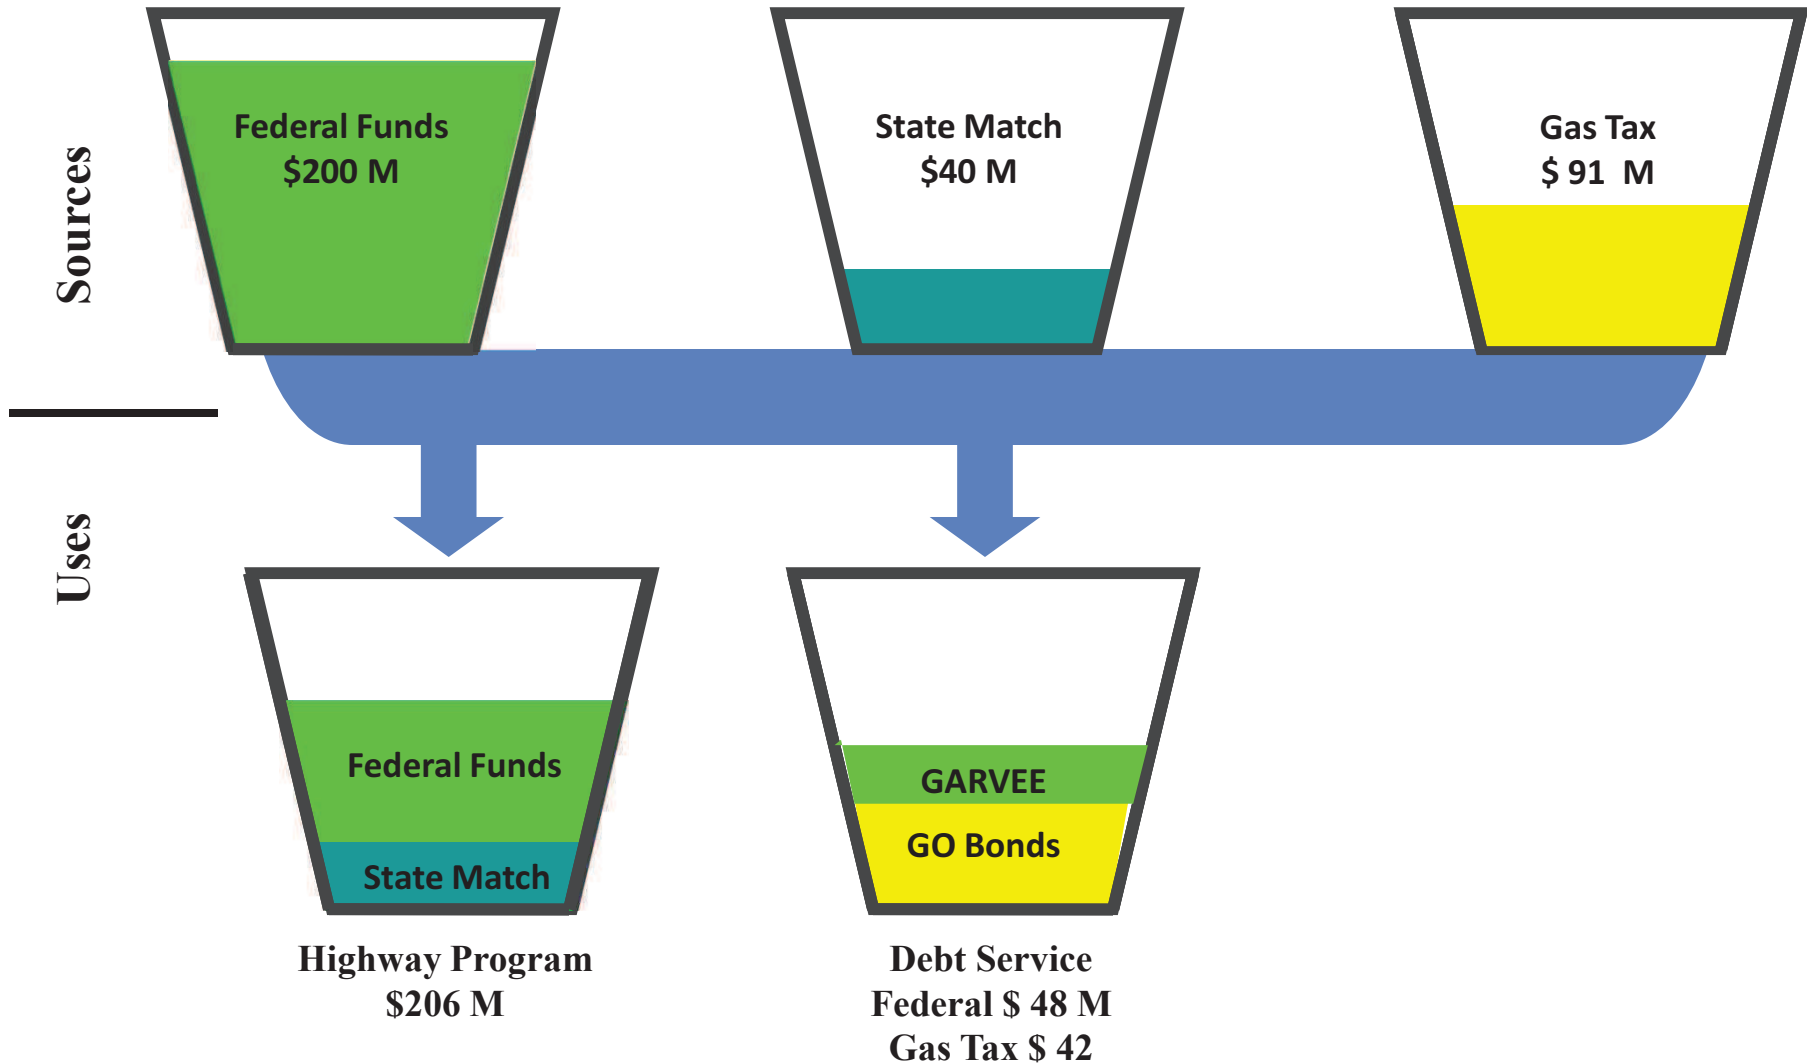 Sources
Federal Funds
$200 M
State Match
$40 M
Gas Tax
$ 91 M
Uses
Federal Funds
State Match
GARVEE
GO Bonds
Highway Program
$206 M
Debt Service
Federal $ 48 M
Gas Tax $ 42